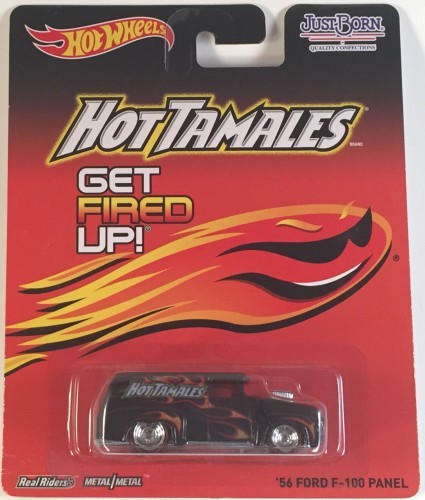 Hot Wheels
JUST BORN.
QUALITY CONFECTIONS
HOT TAMALES®
BRAND
GET
FIRED
UP!®
®
HOT TAMALES
Real Riders®
METAL/METAL™
'56 FORD F-100 PANEL